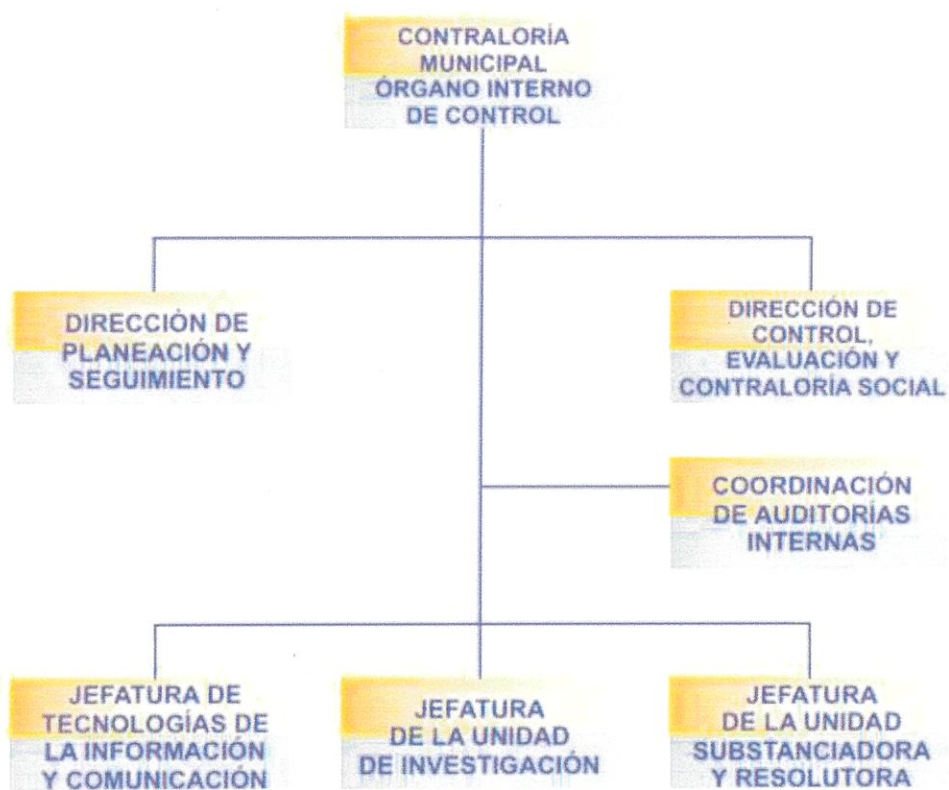 CONTRALORÍA
MUNICIPAL
ÓRGANO INTERNO
DE CONTROL
DIRECCIÓN DE
PLANEACIÓN Y
SEGUIMIENTO
DIRECCIÓN DE
CONTROL,
EVALUACIÓN Y
CONTRALORÍA SOCIAL
COORDINACIÓN
DE AUDITORÍAS
INTERNAS
JEFATURA DE
TECNOLOGÍAS DE
LA INFORMACIÓN
Y COMUNICACIÓN
JEFATURA
DE LA UNIDAD
DE INVESTIGACIÓN
JEFATURA
DE LA UNIDAD
SUBSTANCIADORA
Y RESOLUTORA